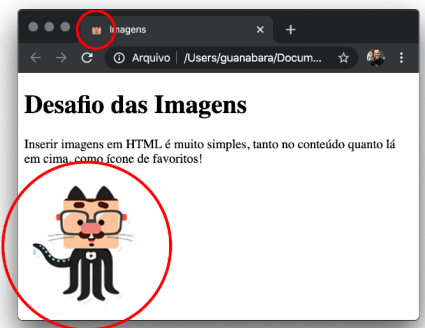 Imagens
Arquivo
/Users/guanabara/Docum...
Desafio das Imagens
Inserir imagens em HTML é muito simples, tanto no conteúdo quanto lá
em cima, como ícone de favoritos!